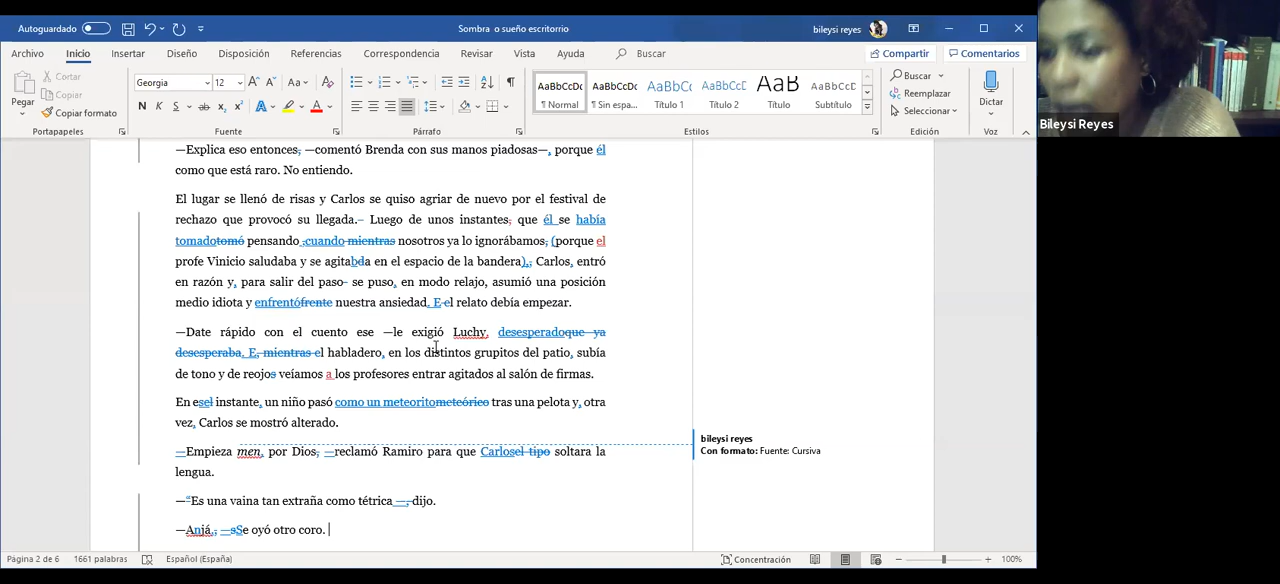 Autoguardado
Sombra o sueño escritorrio
bileysi reyes
Archivo Inicio Insertar Diseño Disposición Referencias Correspondencia Revisar Vista Ayuda Buscar Compartir Comentarios
Pegar
Cortar
Copiar
Copiar formato
Georgia 12
AaBbCcDc AaBbCcDc AaBbCc AaBbCcD AaB AaBbCcD
¶ Normal ¶ Sin espa... Título 1 Título 2 Título Subtítulo
Buscar
Reemplazar
Seleccionar
Dictar
Portapapeles Fuente Párrafo Estilos Edición Voz
Bileysi Reyes
—Explica eso entonces, —comentó Brenda con sus manos piadosas—, porque él
como que está raro. No entiendo.
El lugar se llenó de risas y Carlos se quiso agriar de nuevo por el festival de
rechazo que provocó su llegada.- Luego de unos instantes, que él se había
tomadotomó pensando ,cuando mientras nosotros ya lo ignorábamos, (porque el
profe Vinicio saludaba y se agitabda en el espacio de la bandera),, Carlos, entró
en razón y, para salir del paso- se puso, en modo relajo, asumió una posición
medio idiota y enfrentófrente nuestra ansiedad. E el relato debía empezar.
—Date rápido con el cuento ese —le exigió Luchy, desesperadoque ya
desesperaba. E, mientras el habladero, en los distintos grupitos del patio, subía
de tono y de reojos veíamos a los profesores entrar agitados al salón de firmas.
En esel instante, un niño pasó como un meteoritometeórico tras una pelota y, otra
vez, Carlos se mostró alterado.
—Empieza men, por Dios, —reclamó Ramiro para que Carlosel tipo soltara la
lengua.
—“Es una vaina tan extraña como tétrica —,dijo.
—Anjá,, —sSe oyó otro coro.
bileysi reyes
Con formato: Fuente: Cursiva
Página 2 de 6 1661 palabras Español (España) Concentración 100%